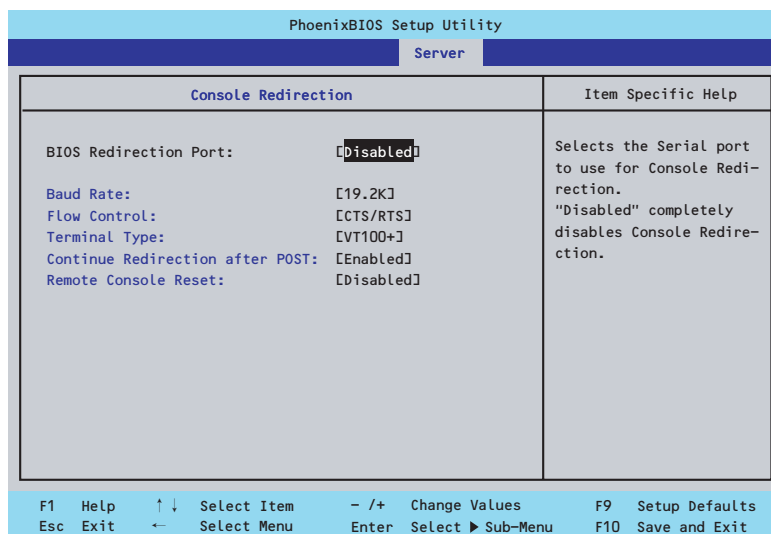 PhoenixBIOS Setup Utility
Server
Console Redirection
Item Specific Help
BIOS Redirection Port: [Disabled]
Baud Rate: [19.2K]
Flow Control: [CTS/RTS]
Terminal Type: [VT100+]
Continue Redirection after POST: [Enabled]
Remote Console Reset: [Disabled]
Selects the Serial port
to use for Console Redi-
rection.
"Disabled" completely
disables Console Redire-
ction.
F1 Help ↑↓ Select Item - /+ Change Values F9 Setup Defaults
Esc Exit ← Select Menu Enter Select ▶ Sub-Menu F10 Save and Exit